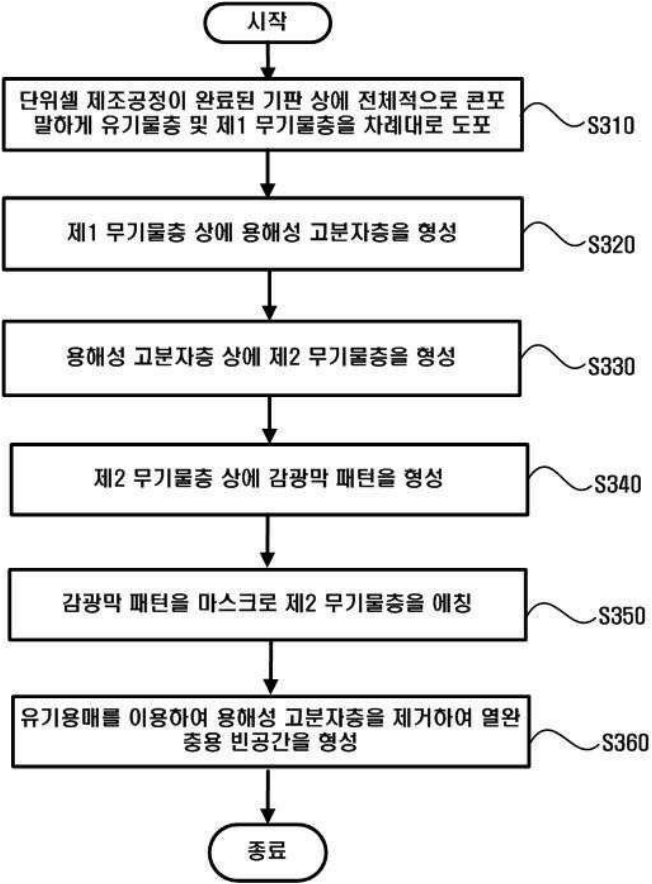 시작
단위셀 제조공정이 완료된 기판 상에 전체적으로 콘포
말하게 유기물층 및 제1 무기물층을 차례대로 도포
S310
제1 무기물층 상에 용해성 고분자층을 형성
S320
용해성 고분자층 상에 제2 무기물층을 형성
S330
제2 무기물층 상에 감광막 패턴을 형성
S340
감광막 패턴을 마스크로 제2 무기물층을 에칭
S350
유기용매를 이용하여 용해성 고분자층을 제거하여 열완
충용 빈공간을 형성
S360
종료